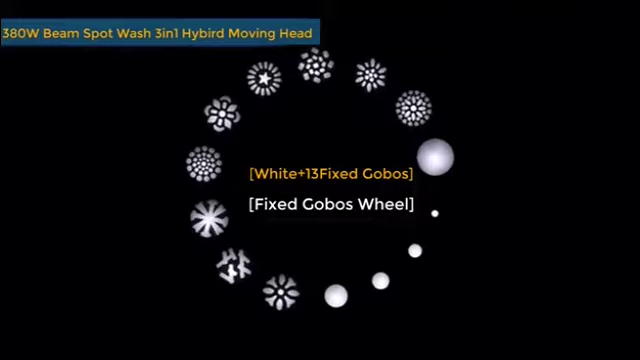 380W Beam Spot Wash 3in1 Hybird Moving Head
[White+13Fixed Gobos]
[Fixed Gobos Wheel]